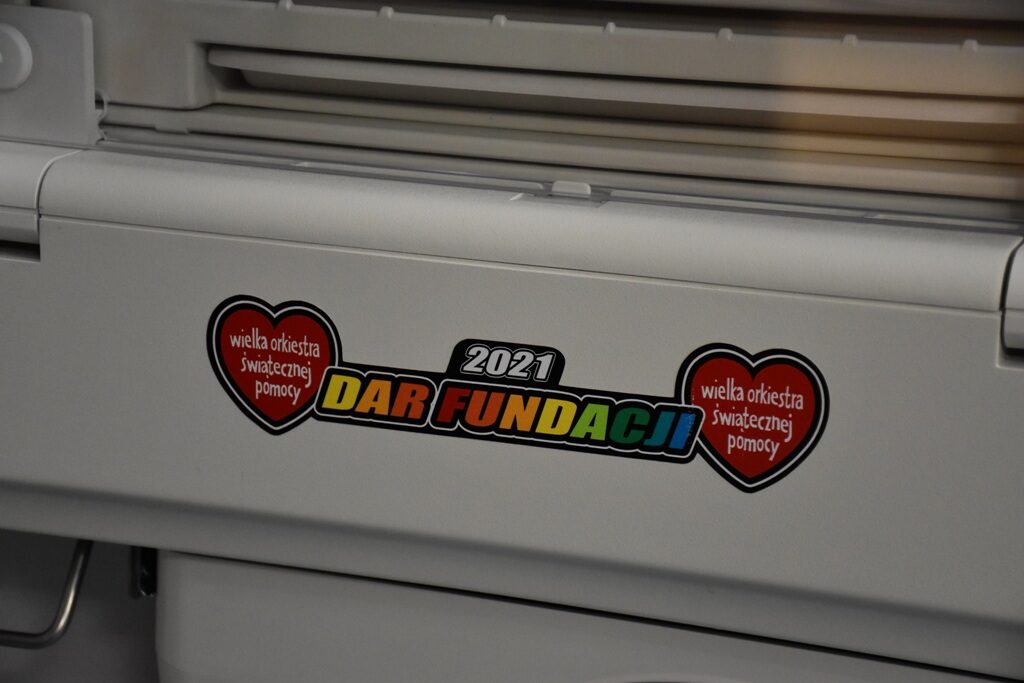 wielka orkiestra
świątecznej
pomocy
2021
DAR FUNDACJI
wielka orkiestra
świątecznej
pomocy